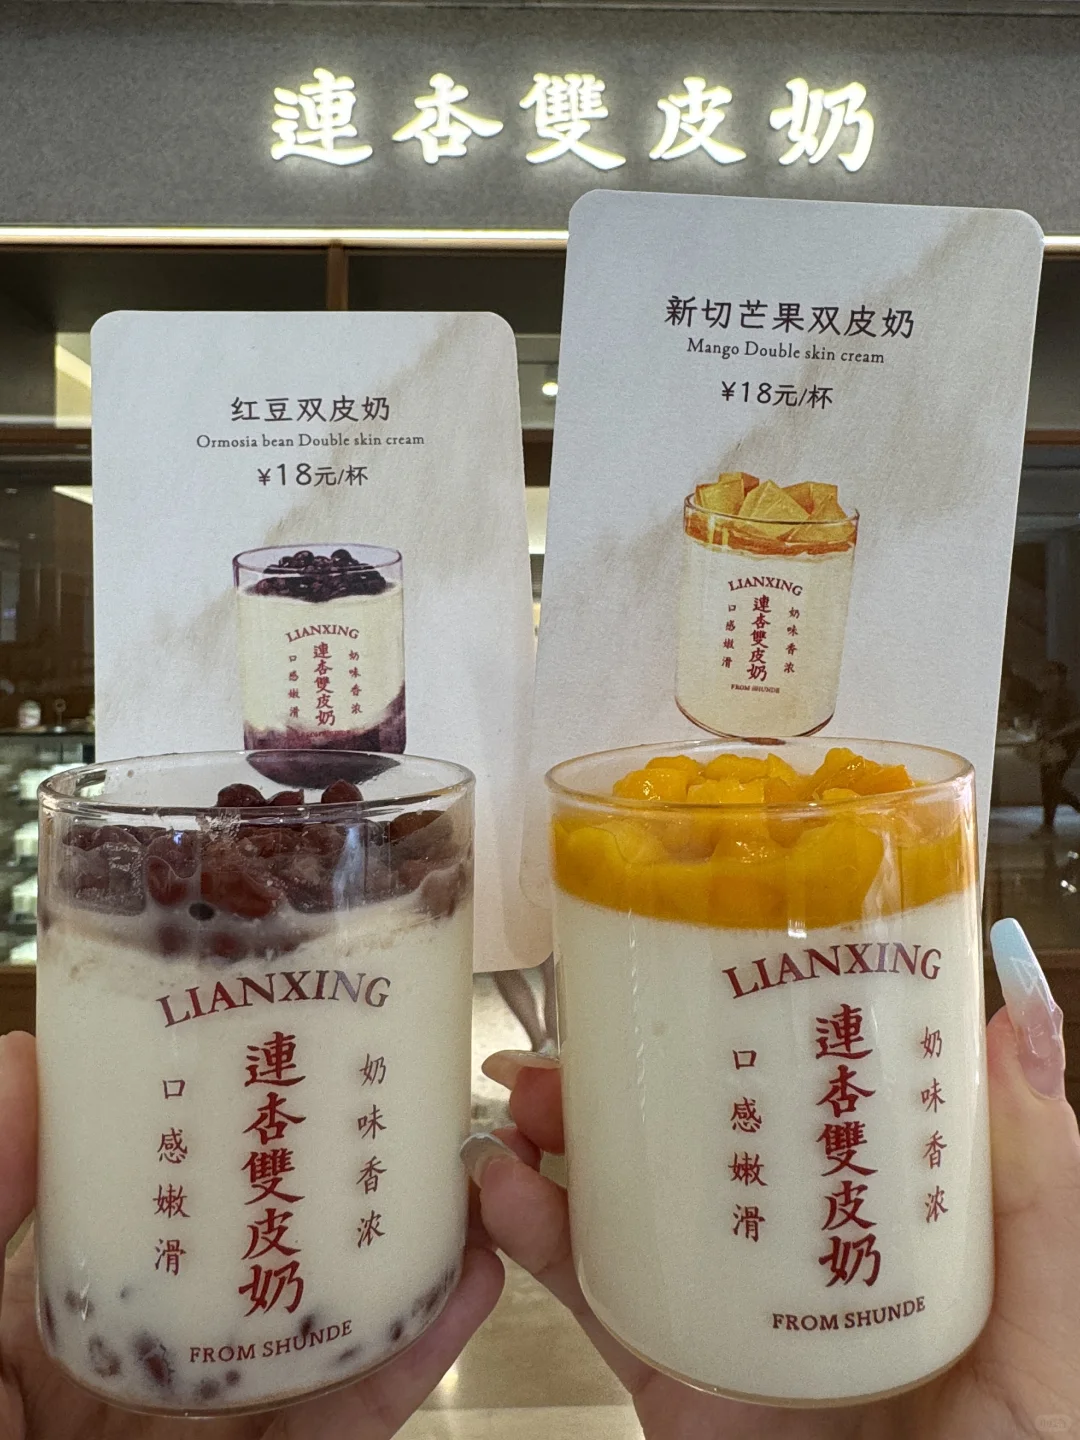 連杏雙皮奶
红豆双皮奶
Ormosia bean Double skin cream
¥18元/杯
LIANXING
連杏雙皮奶
奶味香浓
口感嫩滑
新切芒果双皮奶
Mango Double skin cream
¥18元/杯
LIANXING
連杏雙皮奶
奶味香浓
口感嫩滑
FROM SHUNDE
LIANXING
連杏雙皮奶
奶味香浓
口感嫩滑
FROM SHUNDE
LIANXING
連杏雙皮奶
奶味香浓
口感嫩滑
FROM SHUNDE